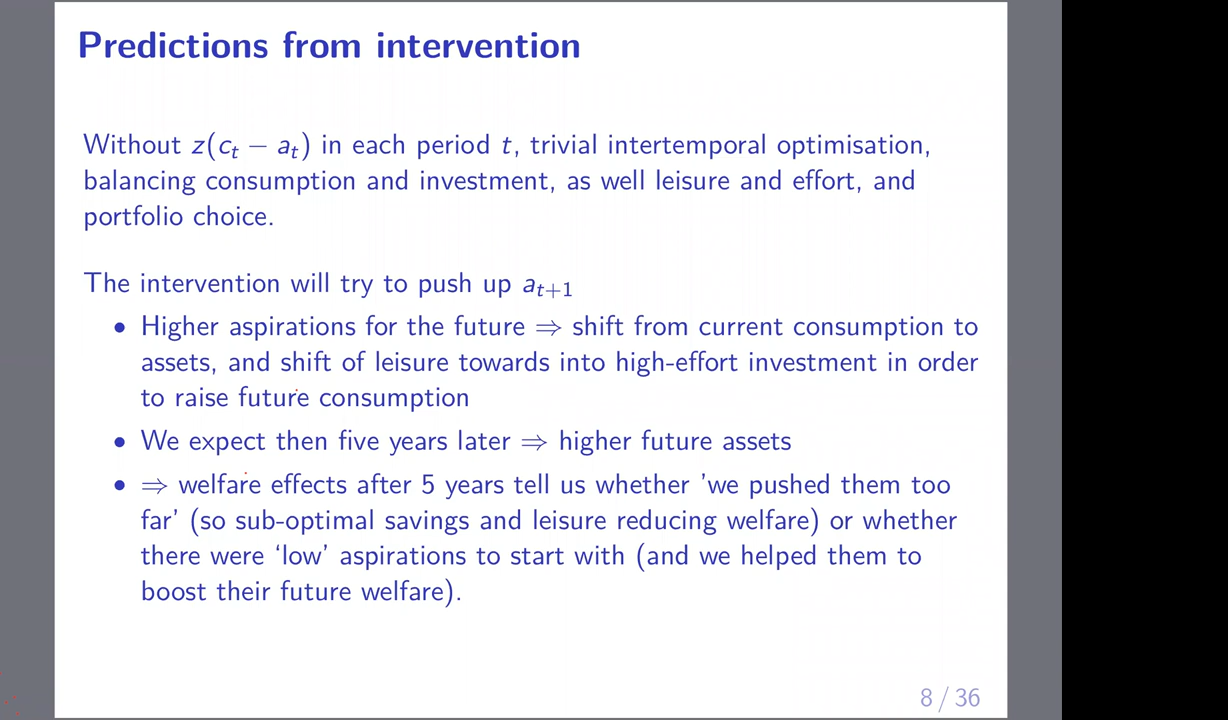 Predictions from intervention
Without z(c_t − a_t) in each period t, trivial intertemporal optimisation,
balancing consumption and investment, as well leisure and effort, and
portfolio choice.
The intervention will try to push up a_{t+1}
• Higher aspirations for the future ⇒ shift from current consumption to
assets, and shift of leisure towards into high-effort investment in order
to raise future consumption
• We expect then five years later ⇒ higher future assets
• ⇒ welfare effects after 5 years tell us whether ’we pushed them too
far’ (so sub-optimal savings and leisure reducing welfare) or whether
there were ‘low’ aspirations to start with (and we helped them to
boost their future welfare).
8 / 36